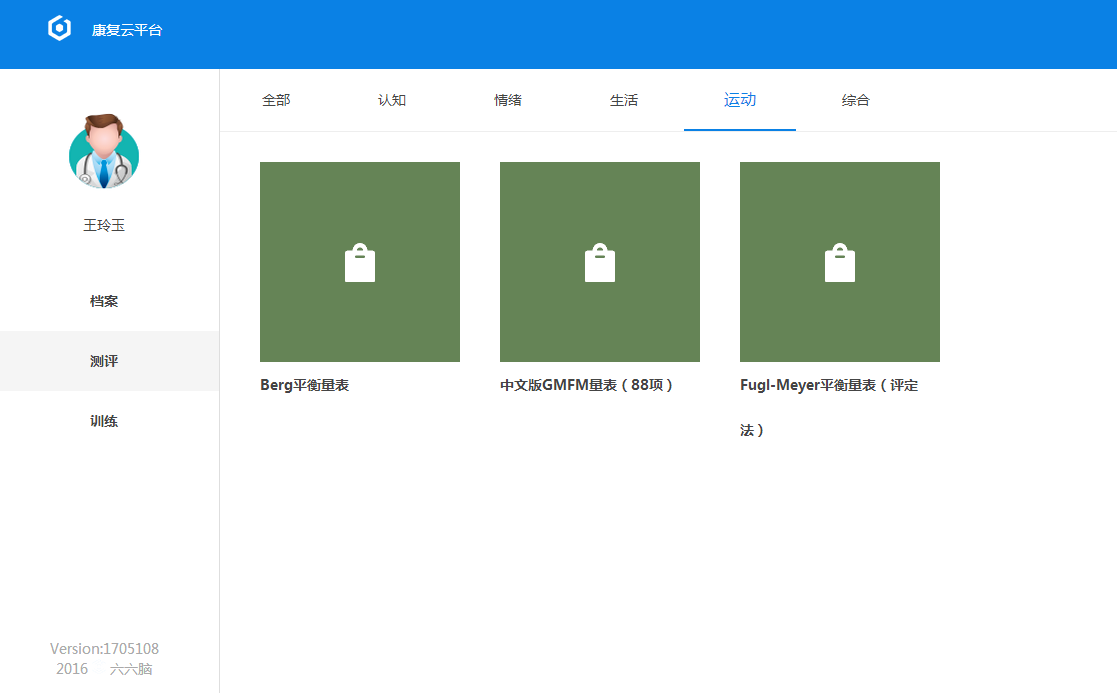 康复云平台
全部 认知 情绪 生活 运动 综合
王玲玉
档案
测评
训练
Berg平衡量表
中文版GMFM量表（88项）
Fugl-Meyer平衡量表（评定
法）
Version:1705108
2016 六六脑